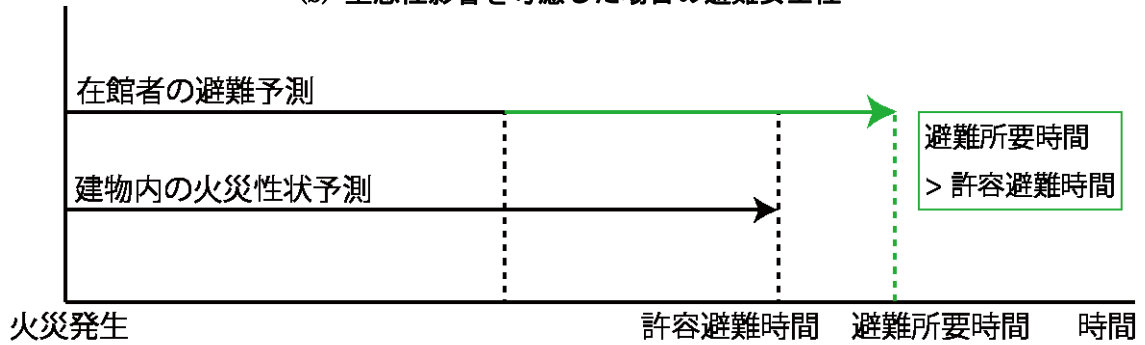 在館者の避難予測
避難所要時間
> 許容避難時間
建物内の火災性状予測
火災発生
許容避難時間
避難所要時間
時間